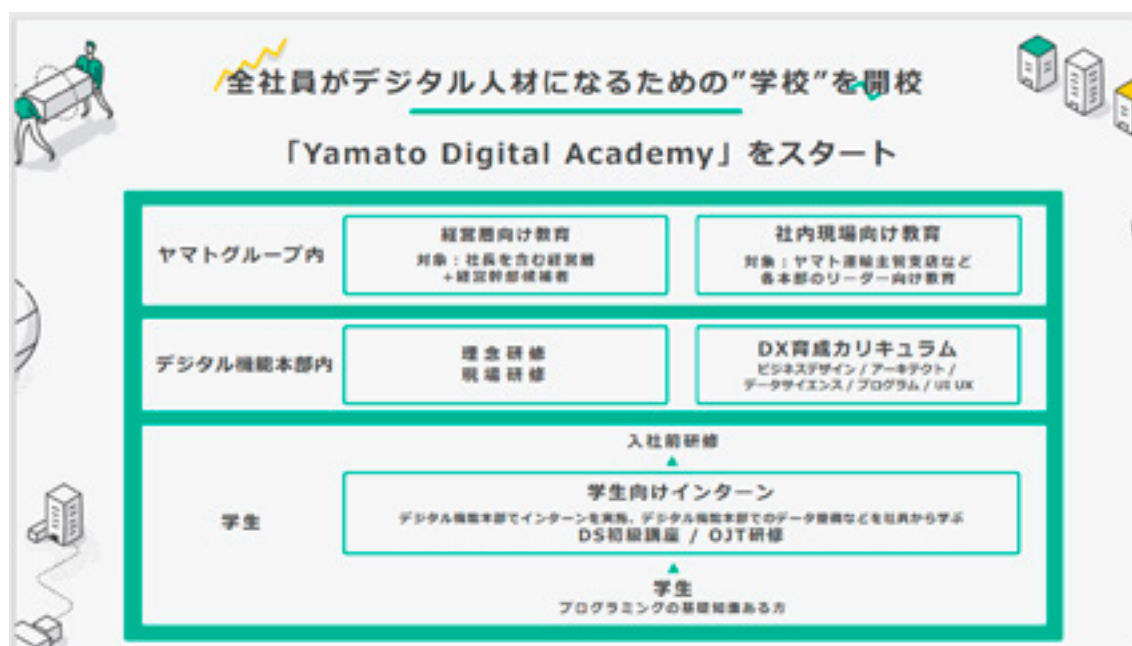 全社員がデジタル人材になるための”学校”を開校
「Yamato Digital Academy」をスタート
ヤマトグループ内
経営層向け教育
対象：社長を含む経営層
＋経営幹部候補者
社内現場向け教育
対象：ヤマト運輸主管支店など
各本部のリーダー向け教育
デジタル機能本部内
理念研修
現場研修
DX育成カリキュラム
ビジネスデザイン / アーキテクト /
データサイエンス / プログラム / UI UX
学生
入社前研修
▲
学生向けインターン
デジタル機能本部でインターンを実施、デジタル機能本部でのデータ整備などを社員から学ぶ
DS初級講座 / OJT研修
▲
学生
プログラミングの基礎知識ある方